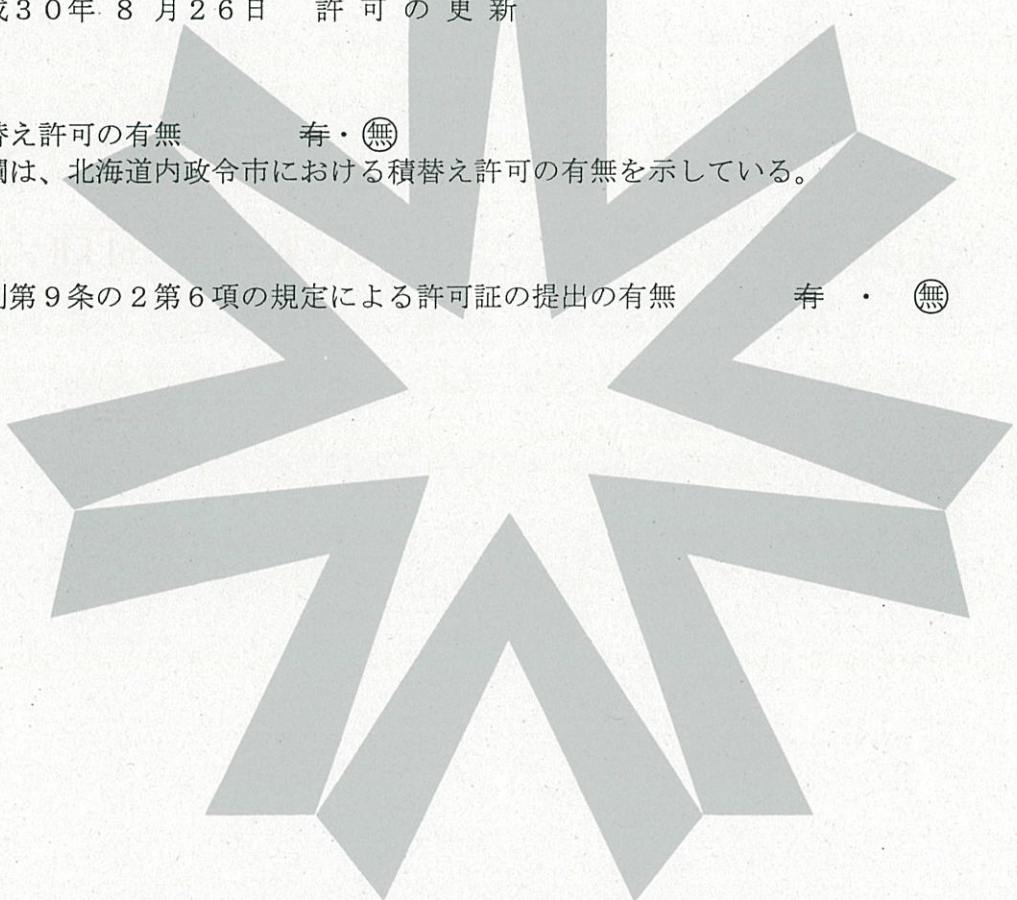 成３０年 ８ 月２６日　許 可 の 更 新
替え許可の有無　有・無
欄は、北海道内政令市における積替え許可の有無を示している。
則第９条の２第６項の規定による許可証の提出の有無　有　・　無